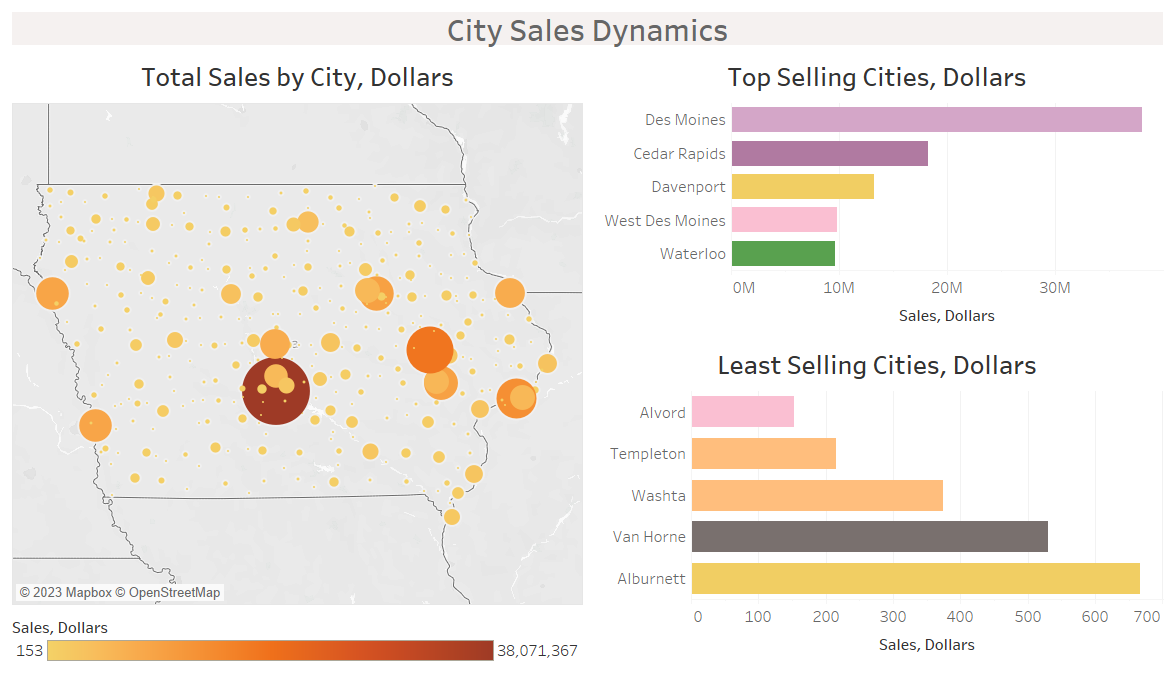 City Sales Dynamics
Total Sales by City, Dollars
© 2023 Mapbox © OpenStreetMap
Sales, Dollars
153
38,071,367
Top Selling Cities, Dollars
Des Moines
Cedar Rapids
Davenport
West Des Moines
Waterloo
0M 10M 20M 30M
Sales, Dollars
Least Selling Cities, Dollars
Alvord
Templeton
Washta
Van Horne
Alburnett
0 100 200 300 400 500 600 700
Sales, Dollars